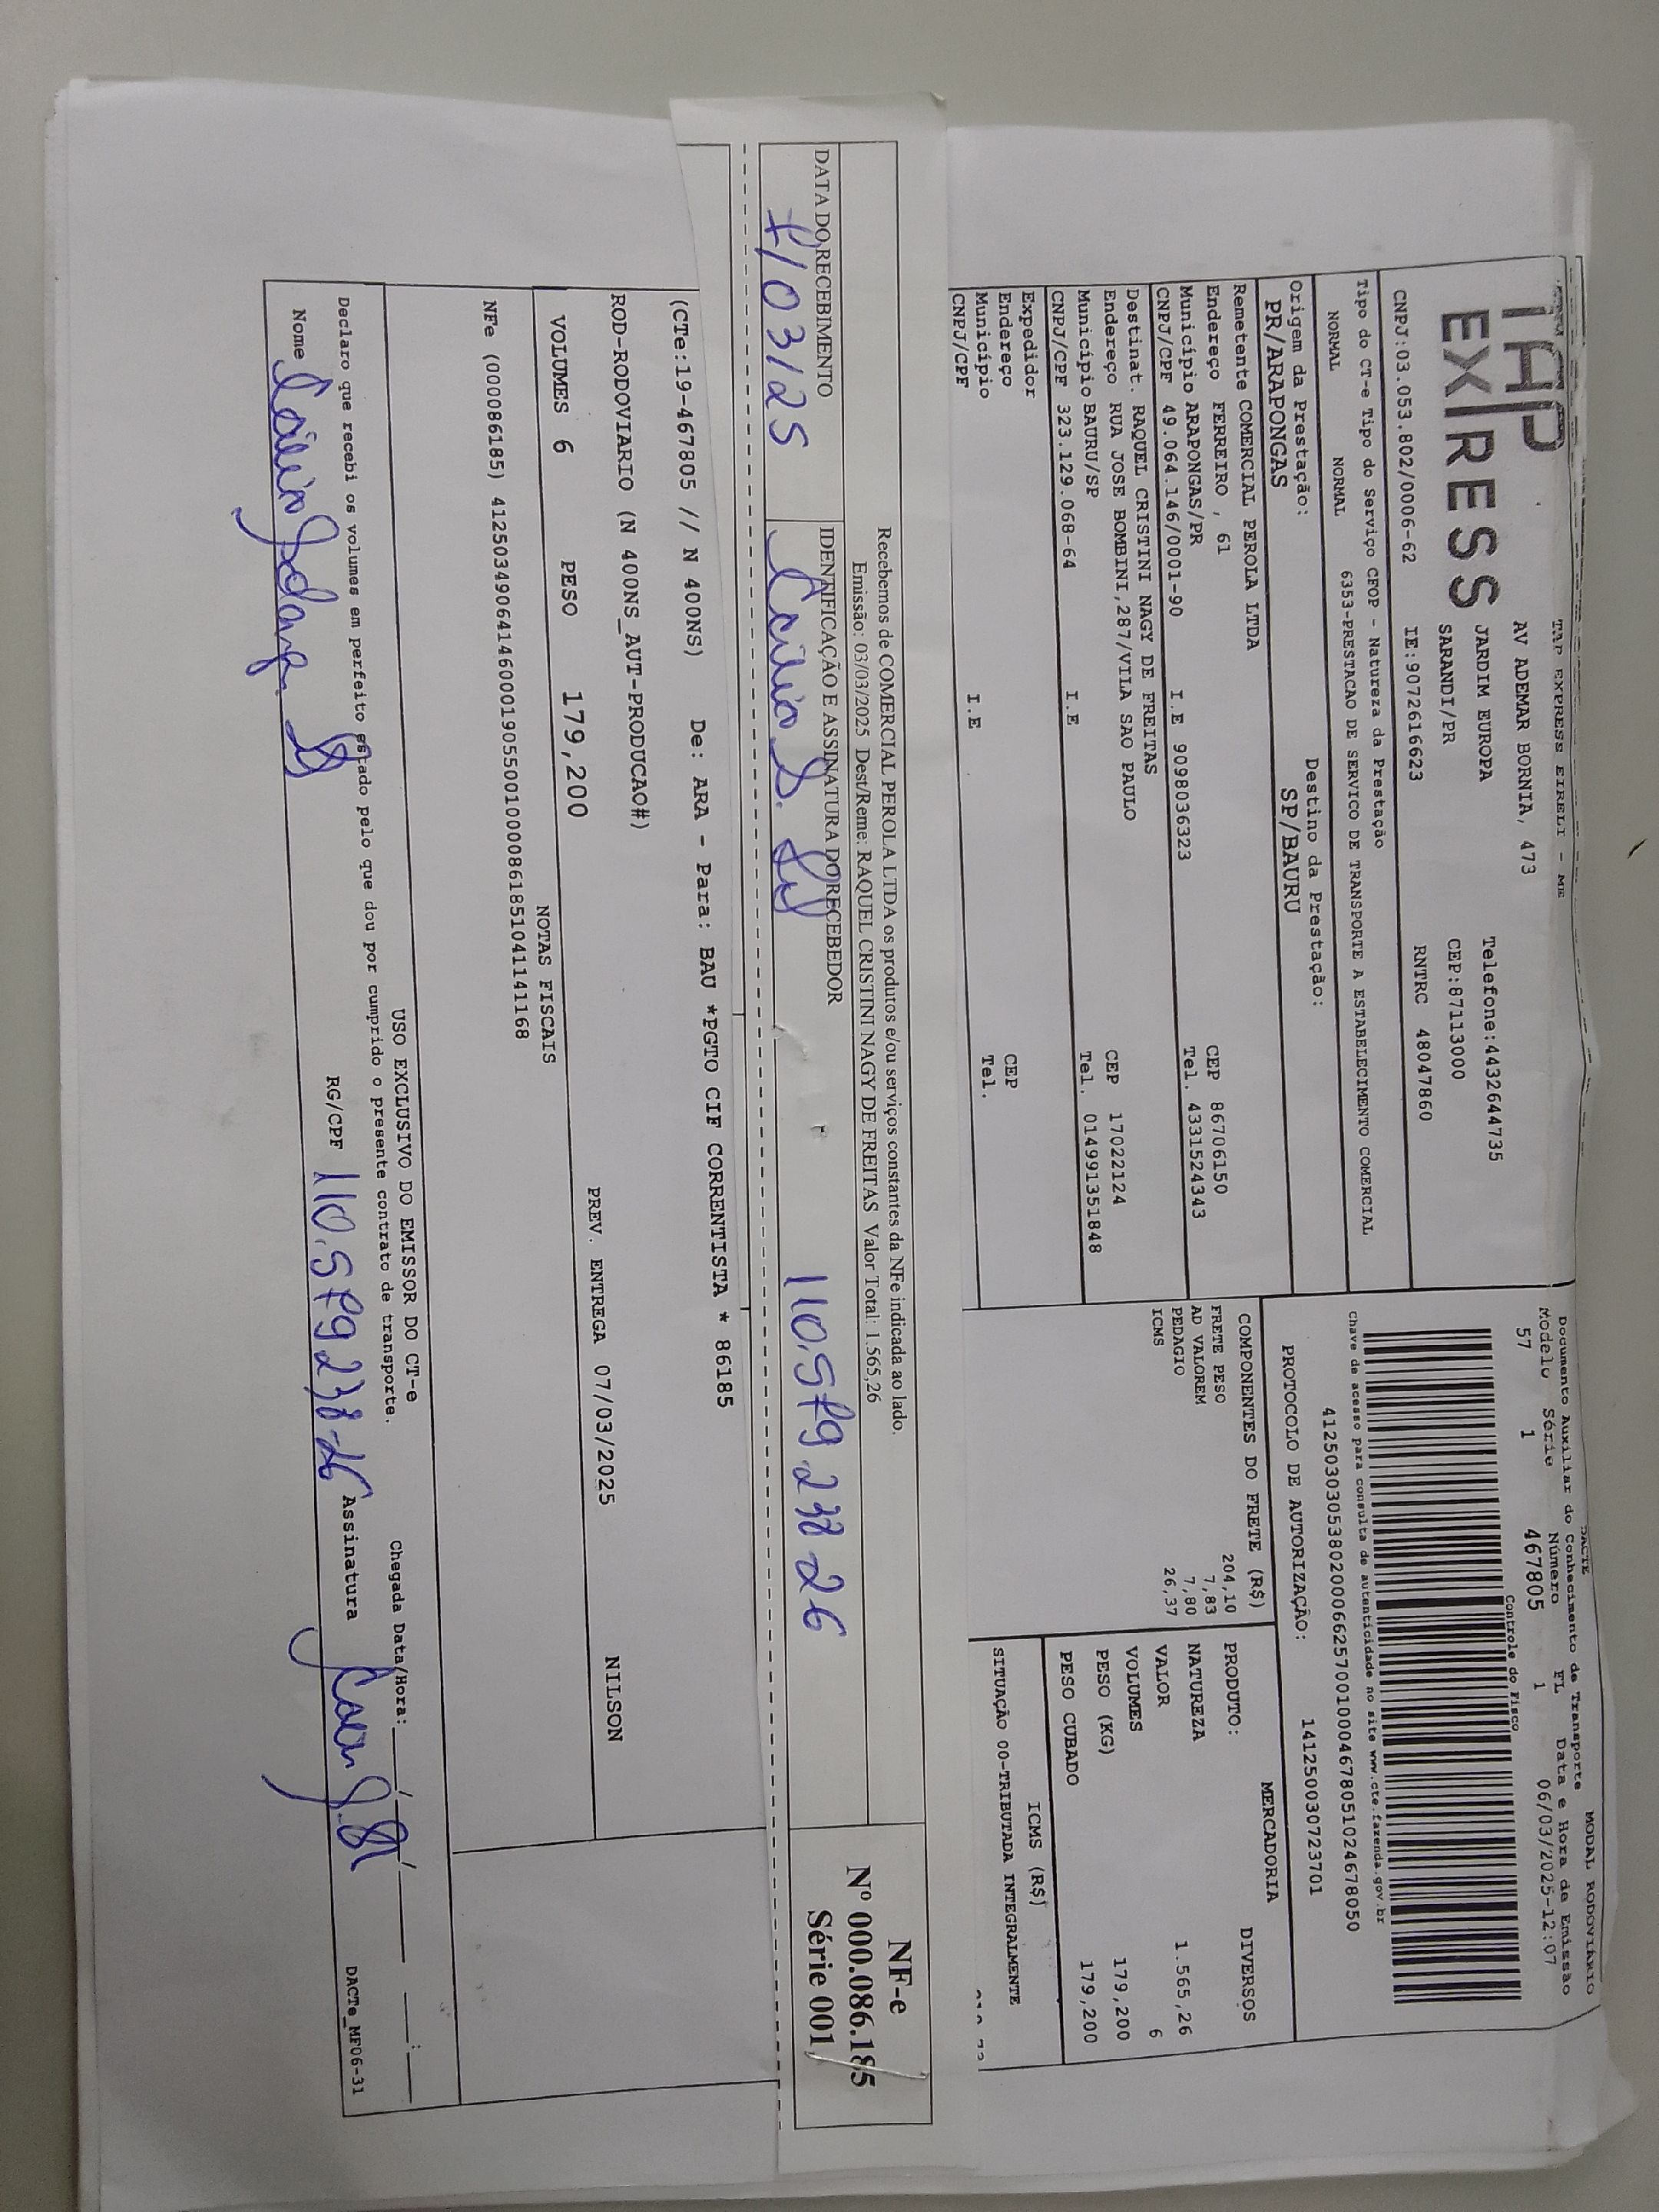 TAP EXPRESS EIRELI - ME
TAP
EXPRESS
AV ADEMAR BORNIA, 473
JARDIM EUROPA
SARANDI/PR
Telefone:4432644735
CEP:87113000
CNPJ:03.053.802/0006-62 IE:9072616623 RNTRC 48047860
DACTE
MODAL RODOVIÁRIO
Documento Auxiliar do Conhecimento de Transporte
Modelo Série Número FL Data e Hora da Emissão
57 1 467805 1 06/03/2025-12:07
Controle do Fisco
Chave de acesso para consulta de autenticidade no site www.cte.fazenda.gov.br
41250303053802000662570010004678051024678050
PROTOCOLO DE AUTORIZAÇÃO: 141250030723701
Tipo do CT-e Tipo do Serviço CFOP - Natureza da Prestação
NORMAL NORMAL 6353-PRESTACAO DE SERVICO DE TRANSPORTE A ESTABELECIMENTO COMERCIAL
Origem da Prestação: Destino da Prestação:
PR/ARAPONGAS SP/BAURU
Remetente COMERCIAL PEROLA LTDA
Endereço FERREIRO , 61 CEP 86706150
Município ARAPONGAS/PR Tel. 4331524343
CNPJ/CPF 49.064.146/0001-90 I.E 9098036323
Destinat. RAQUEL CRISTINI NAGY DE FREITAS
Endereço RUA JOSE BOMBINI,287/VILA SAO PAULO CEP 17022124
Município BAURU/SP Tel. 014991351848
CNPJ/CPF 323.129.068-64 I.E
Expedidor
Endereço CEP
Município Tel.
CNPJ/CPF I.E
COMPONENTES DO FRETE (R$)
FRETE PESO 204,10
AD VALOREM 7,83
PEDAGIO 7,80
ICMS 26,37
MERCADORIA
PRODUTO: DIVERSOS
NATUREZA
VALOR 1.565,26
VOLUMES 6
PESO (KG) 179,200
PESO CUBADO 179,200
ICMS (R$)
SITUAÇÃO 00-TRIBUTADA INTEGRALMENTE
Recebemos de COMERCIAL PEROLA LTDA os produtos e/ou serviços constantes da NFe indicada ao lado.
Emissão: 03/03/2025 Dest/Reme: RAQUEL CRISTINI NAGY DE FREITAS Valor Total: 1.565,26
DATA DO RECEBIMENTO IDENTIFICAÇÃO E ASSINATURA DO RECEBEDOR
7/03/25 110.579 238 26
NF-e
Nº 000.086.185
Série 001
(CTe:19-467805 // N 400NS) De: ARA - Para: BAU *PGTO CIF CORRENTISTA * 86185
ROD-RODOVIARIO (N 400NS_AUT-PRODUCAO#)
VOLUMES 6 PESO 179,200 PREV. ENTREGA 07/03/2025 NILSON
NOTAS FISCAIS
NFe (000086185) 41250349064146000190550010000861851041141168
USO EXCLUSIVO DO EMISSOR DO CT-e
Declaro que recebi os volumes em perfeito estado pelo que dou por cumprido o presente contrato de transporte. Chegada Data/Hora: ____/____/____ ____:____
Nome RG/CPF 110.579 238-26 Assinatura
DACTe_MF06-31